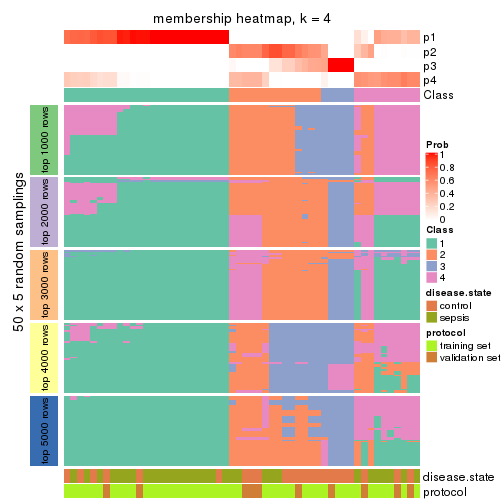 membership heatmap, k = 4
p1
p2
p3
p4
Class
50 x 5 random samplings
top 1000 rows
top 2000 rows
top 3000 rows
top 4000 rows
top 5000 rows
disease.state
protocol
Prob
1
0.8
0.6
0.4
0.2
0
Class
1
2
3
4
disease.state
control
sepsis
protocol
training set
validation set